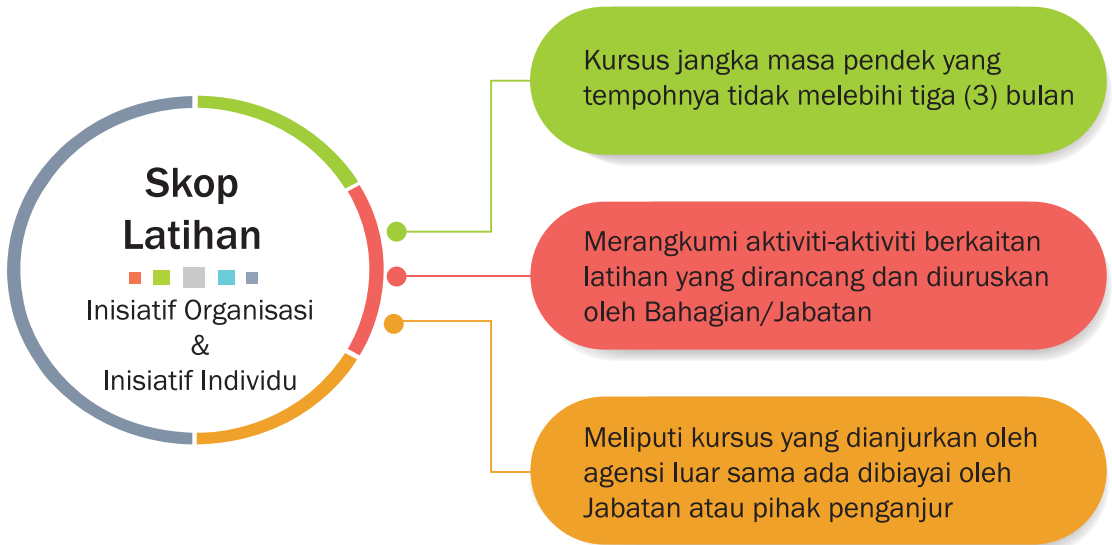 Skop
Latihan
Inisiatif Organisasi
&
Inisiatif Individu
Kursus jangka masa pendek yang
tempohnya tidak melebihi tiga (3) bulan
Merangkumi aktiviti-aktiviti berkaitan
latihan yang dirancang dan diuruskan
oleh Bahagian/Jabatan
Meliputi kursus yang dianjurkan oleh
agensi luar sama ada dibiayai oleh
Jabatan atau pihak penganjur